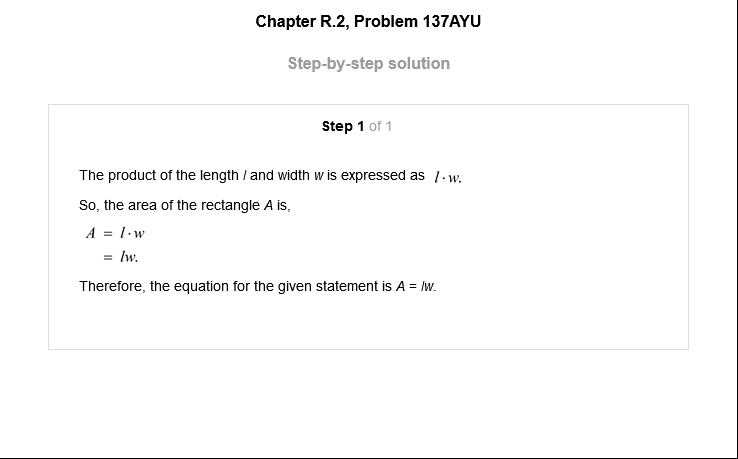 Chapter R.2, Problem 137AYU
Step-by-step solution
Step 1 of 1
The product of the length l and width w is expressed as l · w.
So, the area of the rectangle A is,
A = l · w
= lw.
Therefore, the equation for the given statement is A = lw.